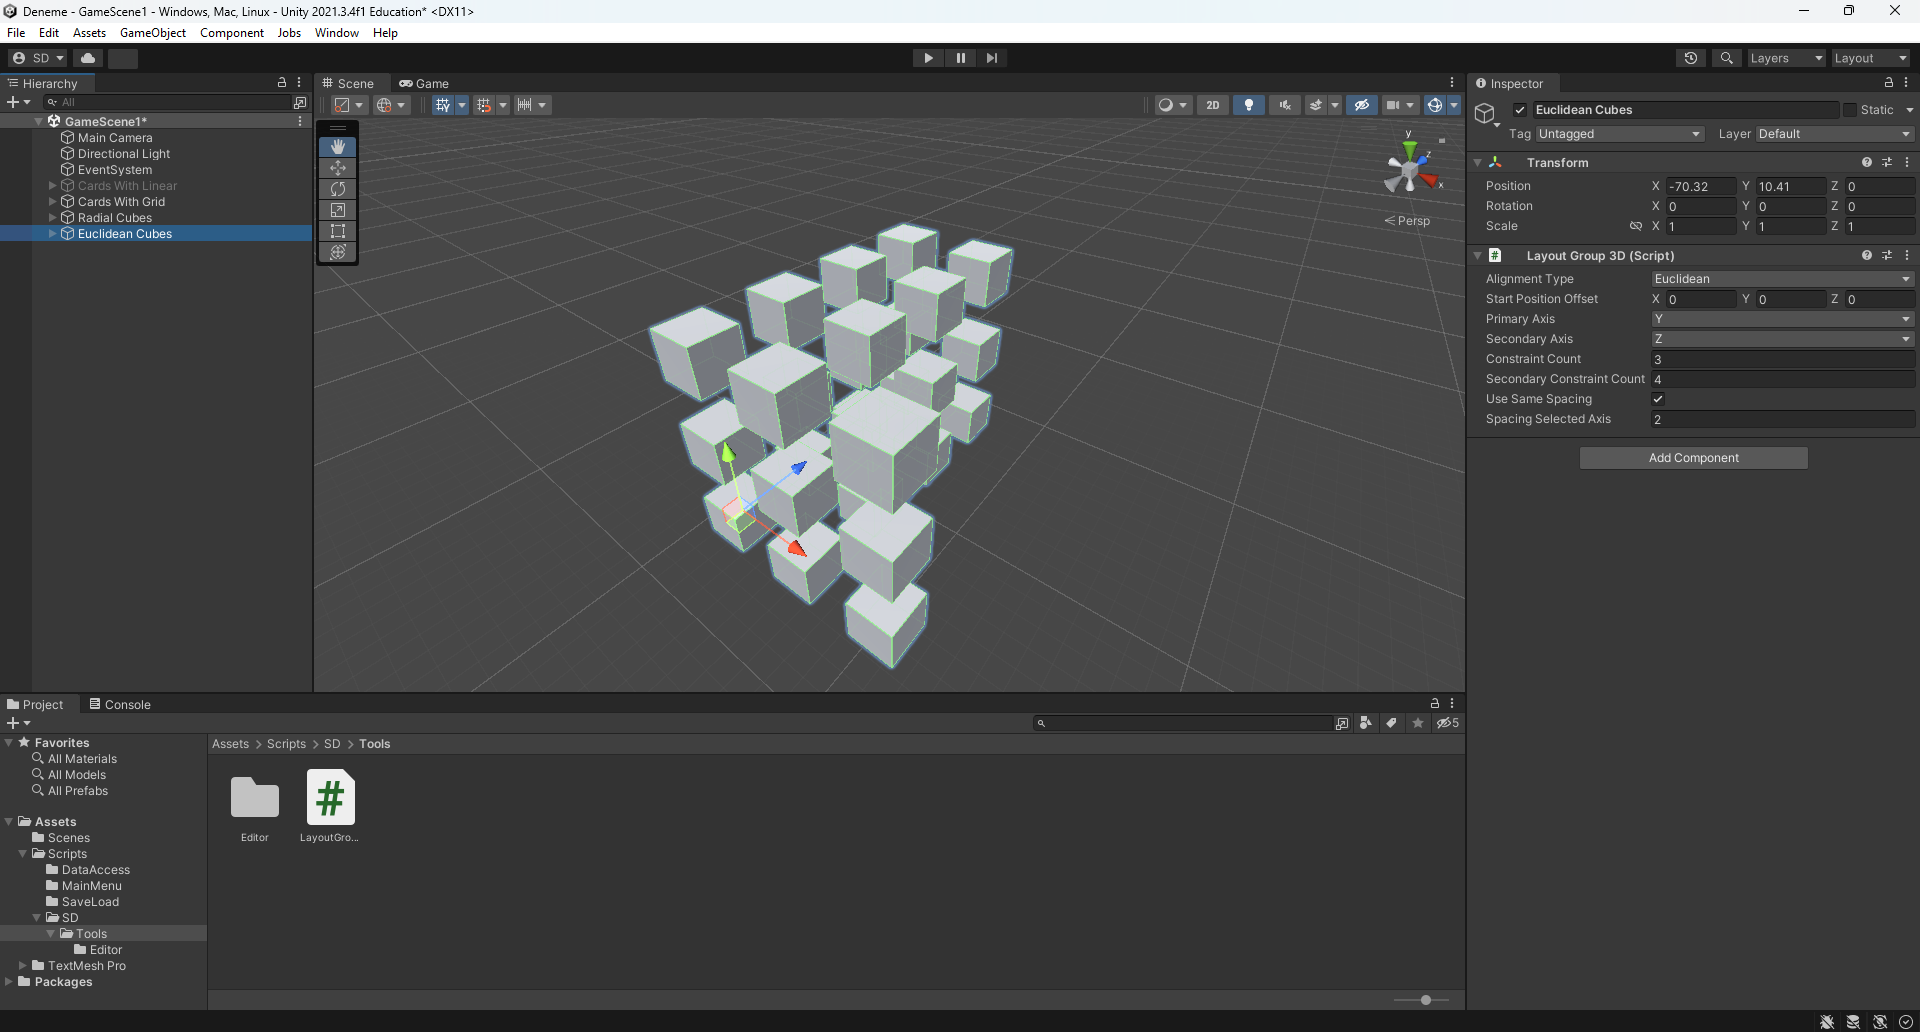 Deneme - GameScene1 - Windows, Mac, Linux - Unity 2021.3.4f1 Education* <DX11>
File Edit Assets GameObject Component Jobs Window Help
SD
Layers
Layout
Hierarchy
All
GameScene1*
Main Camera
Directional Light
EventSystem
Cards With Linear
Cards With Grid
Radial Cubes
Euclidean Cubes
Scene Game
2D
y
z
x
Persp
Inspector
Euclidean Cubes Static
Tag Untagged Layer Default
Transform
Position X -70.32 Y 10.41 Z 0
Rotation X 0 Y 0 Z 0
Scale X 1 Y 1 Z 1
# Layout Group 3D (Script)
Alignment Type Euclidean
Start Position Offset X 0 Y 0 Z 0
Primary Axis Y
Secondary Axis Z
Constraint Count 3
Secondary Constraint Count 4
Use Same Spacing
Spacing Selected Axis 2
Add Component
Project Console
5
Favorites
All Materials
All Models
All Prefabs
Assets
Scenes
Scripts
DataAccess
MainMenu
SaveLoad
SD
Tools
Editor
TextMesh Pro
Packages
Assets > Scripts > SD > Tools
#
Editor LayoutGro...